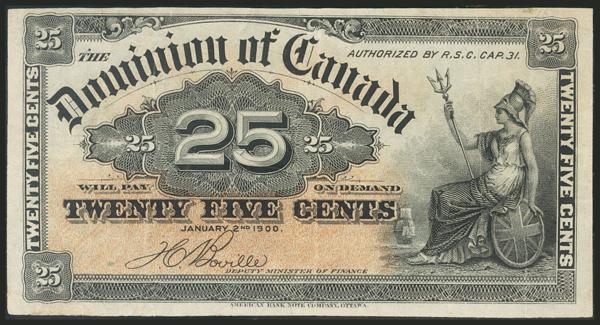 25
25
THE
Dominion of Canada
AUTHORIZED BY R.S.C. CAP. 31.
TWENTY FIVE CENTS
25
25
25
TWENTY FIVE CENTS
WILL PAY ON DEMAND
TWENTY FIVE CENTS
JANUARY 2ND 1900.
H C Boville
DEPUTY MINISTER OF FINANCE
25
25
AMERICAN BANK NOTE COMPANY, OTTAWA.